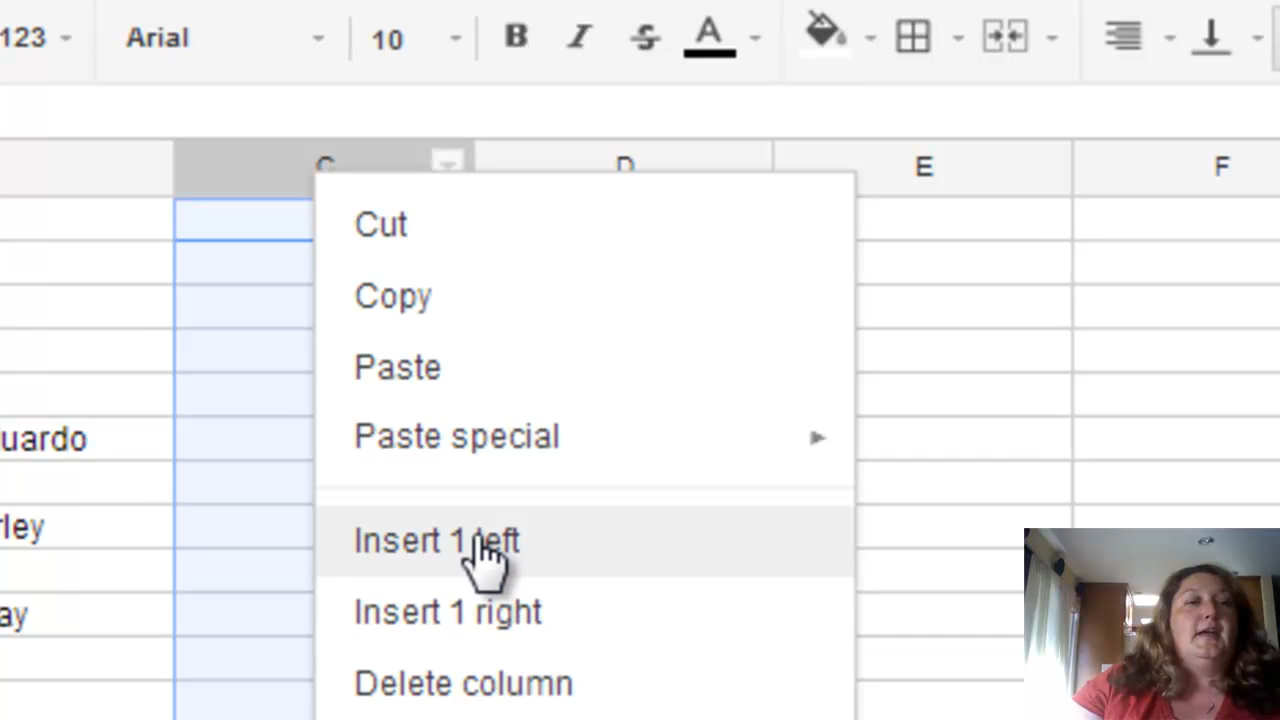 123 Arial 10 B I S A
C D E F
Cut
Copy
Paste
Paste special
uardo
Insert 1 left
rley
Insert 1 right
ay
Delete column